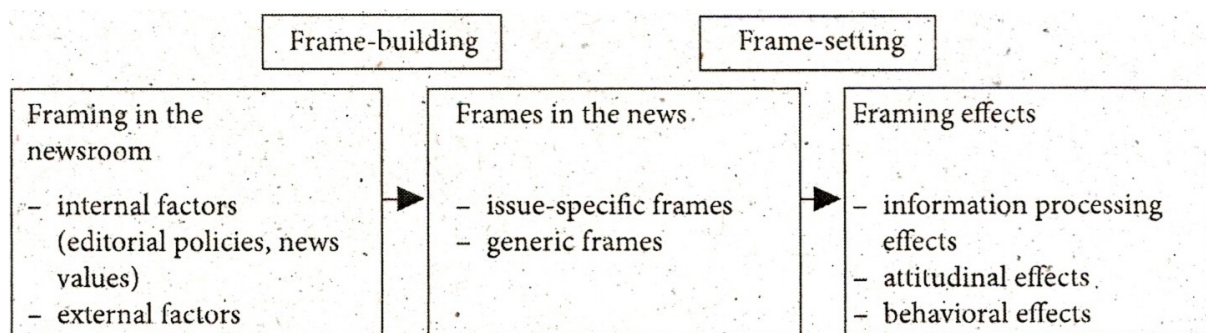 Frame-building
Frame-setting
Framing in the
newsroom
– internal factors
(editorial policies, news
values)
– external factors
Frames in the news
– issue-specific frames
– generic frames
Eraming effects
– information processing
effects
– attitudinal effects
– behavioral effects